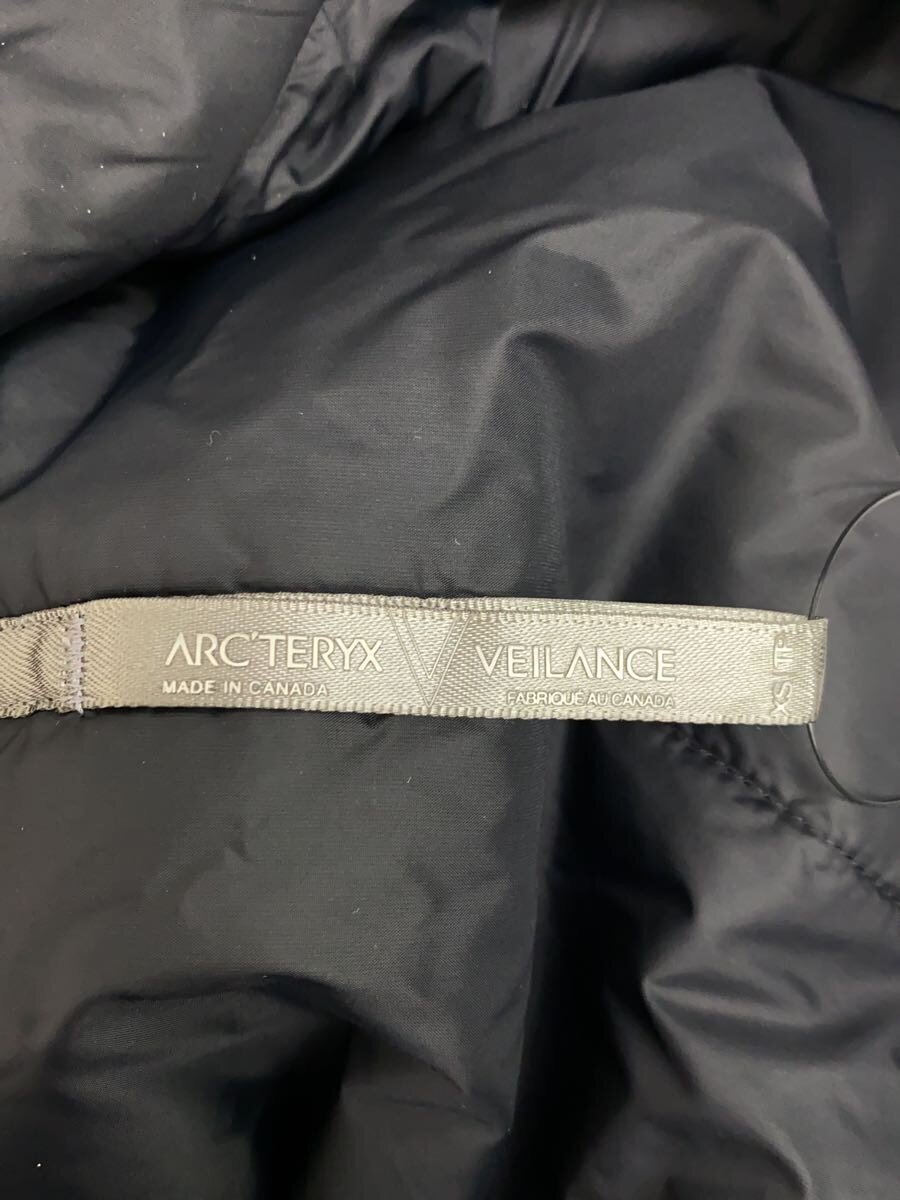 ARC'TERYX VEILANCE
MADE IN CANADA FABRIQUÉ AU CANADA
XS|TP